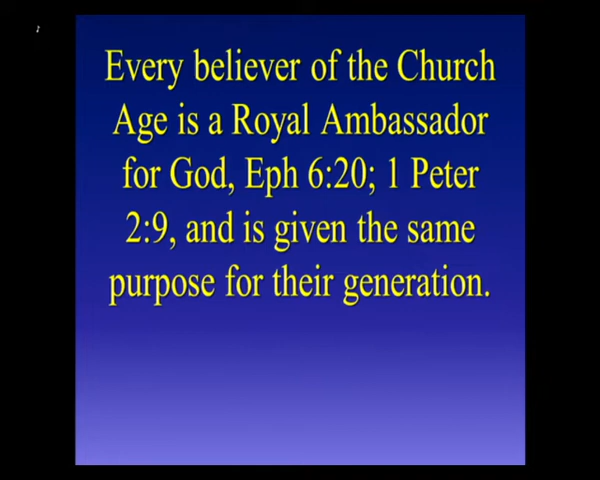 Every believer of the Church
Age is a Royal Ambassador
for God, Eph 6:20; 1 Peter
2:9, and is given the same
purpose for their generation.